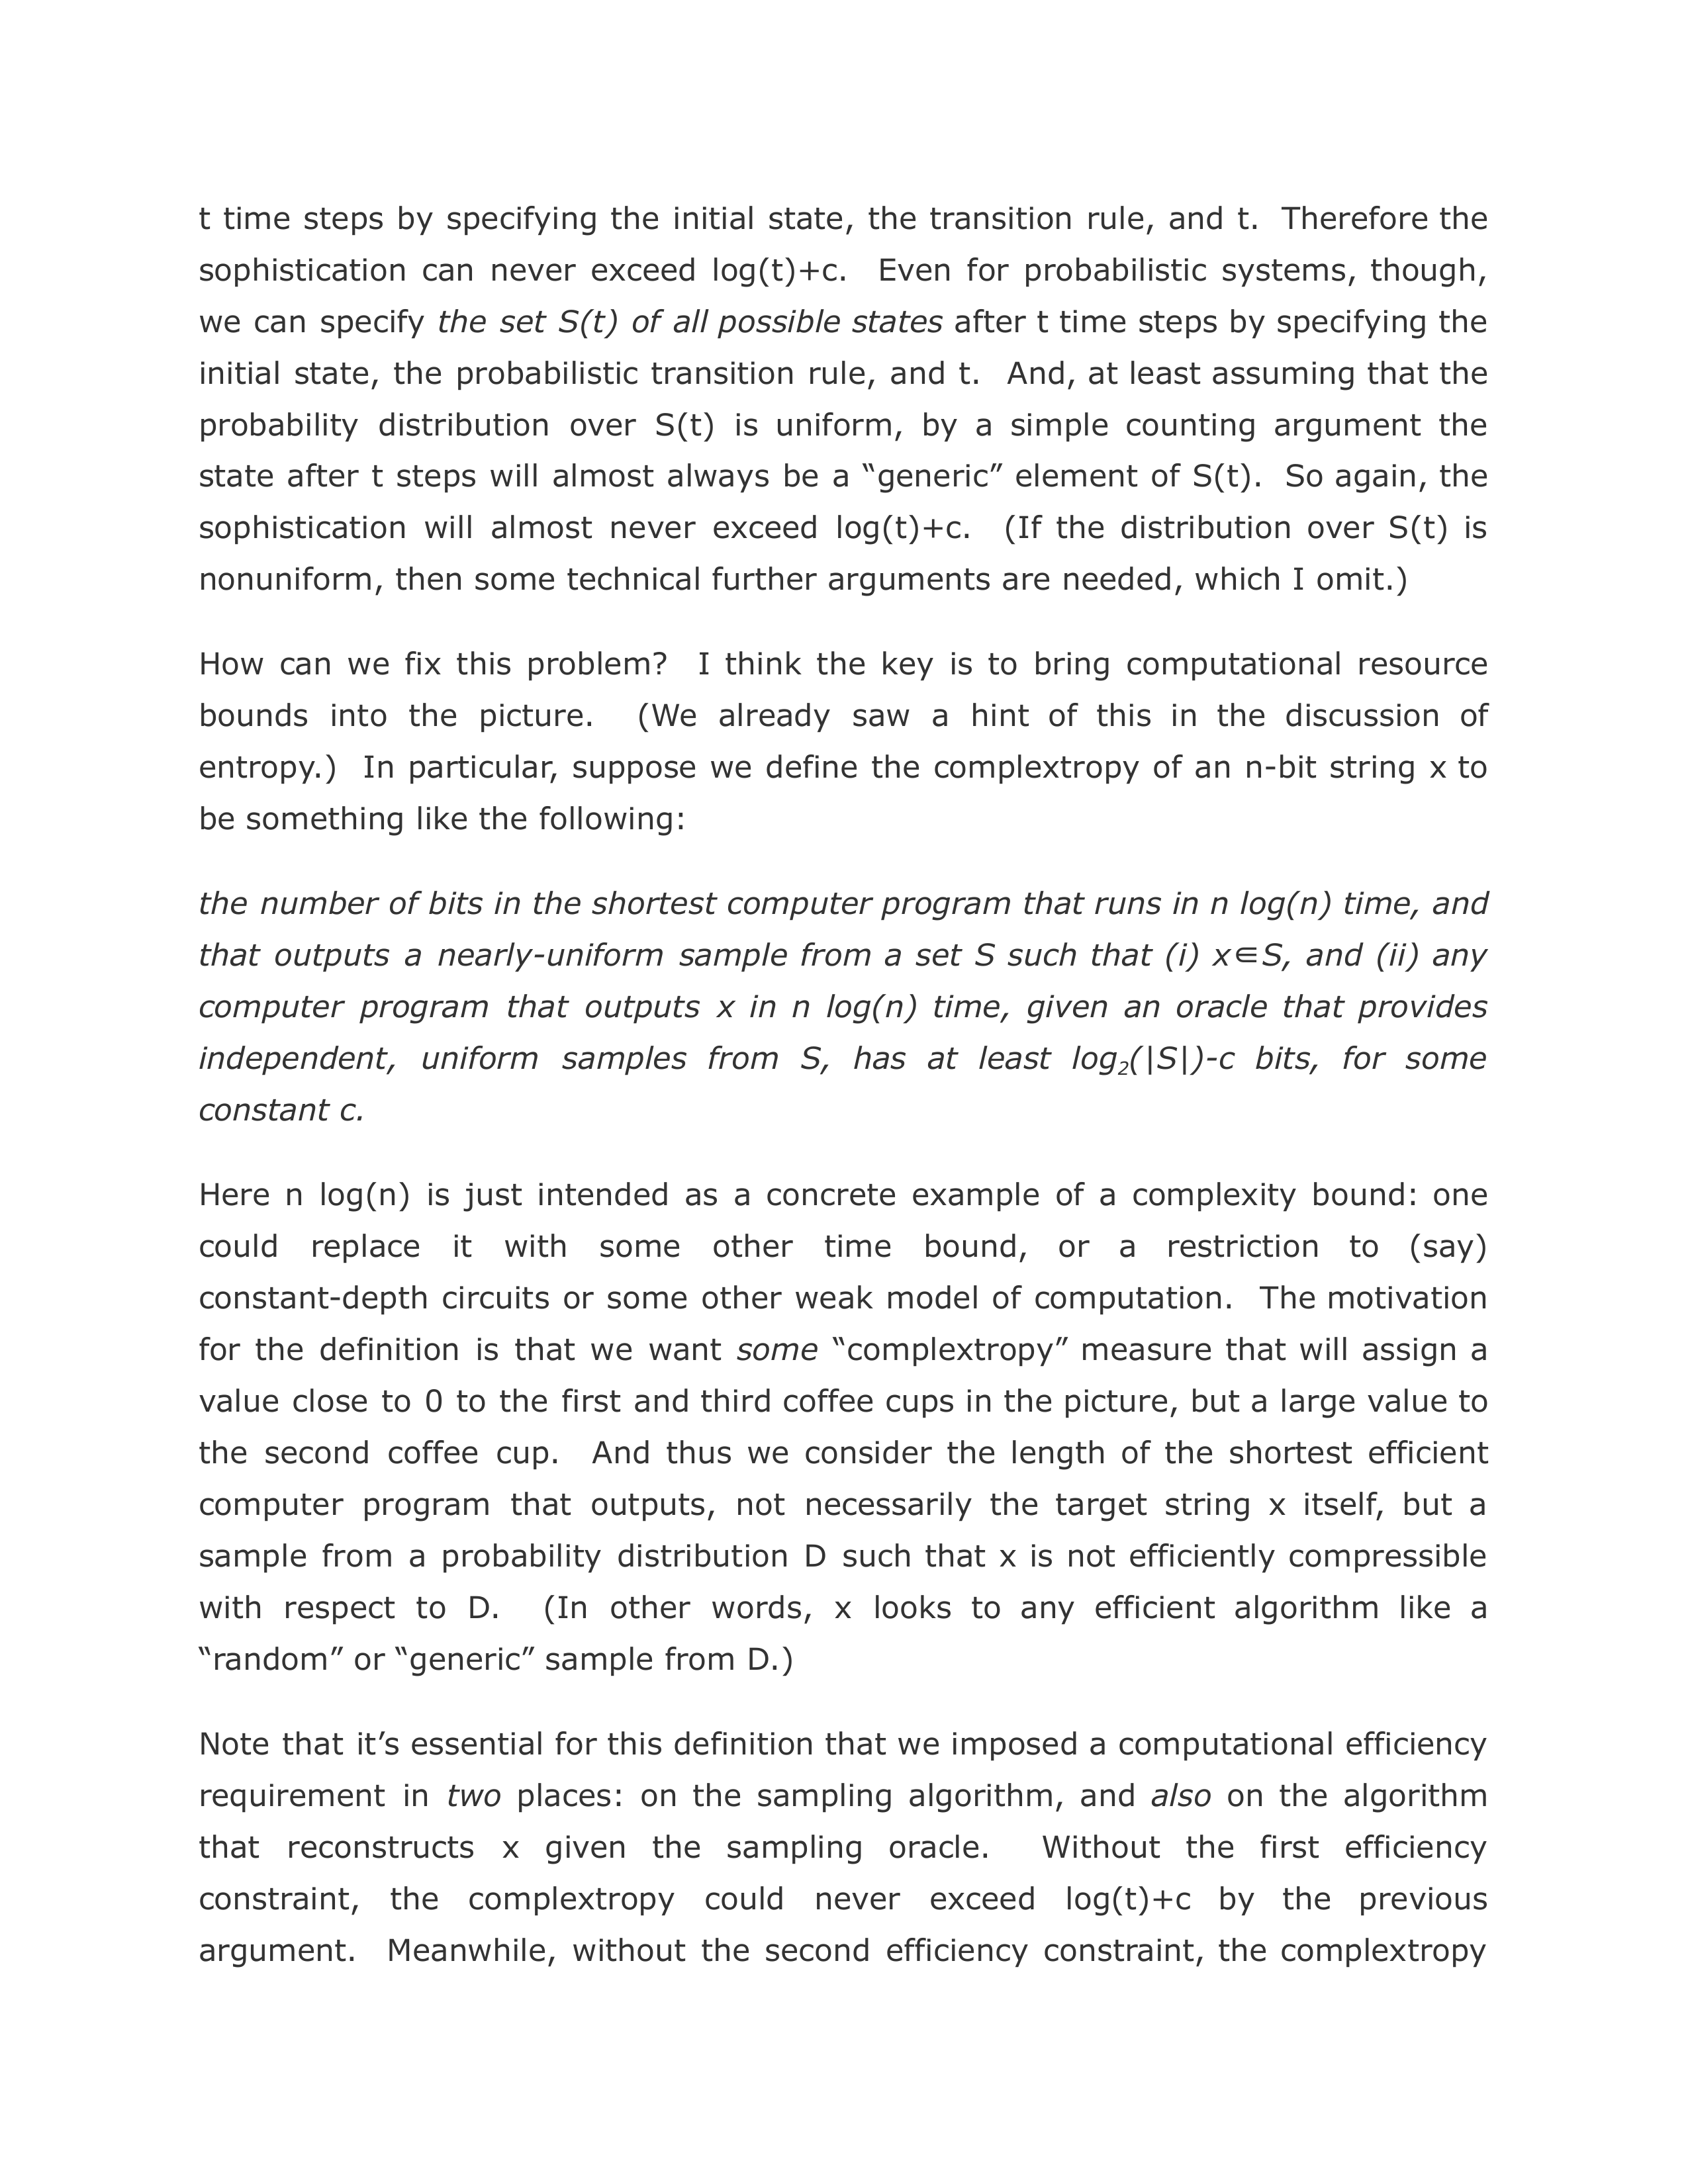 t time steps by specifying the initial state, the transition rule, and t.  Therefore the
sophistication can never exceed log(t)+c.  Even for probabilistic systems, though,
we can specify the set S(t) of all possible states after t time steps by specifying the
initial state, the probabilistic transition rule, and t.  And, at least assuming that the
probability distribution over S(t) is uniform, by a simple counting argument the
state after t steps will almost always be a “generic” element of S(t).  So again, the
sophistication will almost never exceed log(t)+c.  (If the distribution over S(t) is
nonuniform, then some technical further arguments are needed, which I omit.)
How can we fix this problem?  I think the key is to bring computational resource
bounds into the picture.  (We already saw a hint of this in the discussion of
entropy.)  In particular, suppose we define the complextropy of an n-bit string x to
be something like the following:
the number of bits in the shortest computer program that runs in n log(n) time, and
that outputs a nearly-uniform sample from a set S such that (i) x∈S, and (ii) any
computer program that outputs x in n log(n) time, given an oracle that provides
independent, uniform samples from S, has at least log₂(|S|)-c bits, for some
constant c.
Here n log(n) is just intended as a concrete example of a complexity bound: one
could replace it with some other time bound, or a restriction to (say)
constant-depth circuits or some other weak model of computation.  The motivation
for the definition is that we want some “complextropy” measure that will assign a
value close to 0 to the first and third coffee cups in the picture, but a large value to
the second coffee cup.  And thus we consider the length of the shortest efficient
computer program that outputs, not necessarily the target string x itself, but a
sample from a probability distribution D such that x is not efficiently compressible
with respect to D.  (In other words, x looks to any efficient algorithm like a
“random” or “generic” sample from D.)
Note that it’s essential for this definition that we imposed a computational efficiency
requirement in two places: on the sampling algorithm, and also on the algorithm
that reconstructs x given the sampling oracle.  Without the first efficiency
constraint, the complextropy could never exceed log(t)+c by the previous
argument.  Meanwhile, without the second efficiency constraint, the complextropy